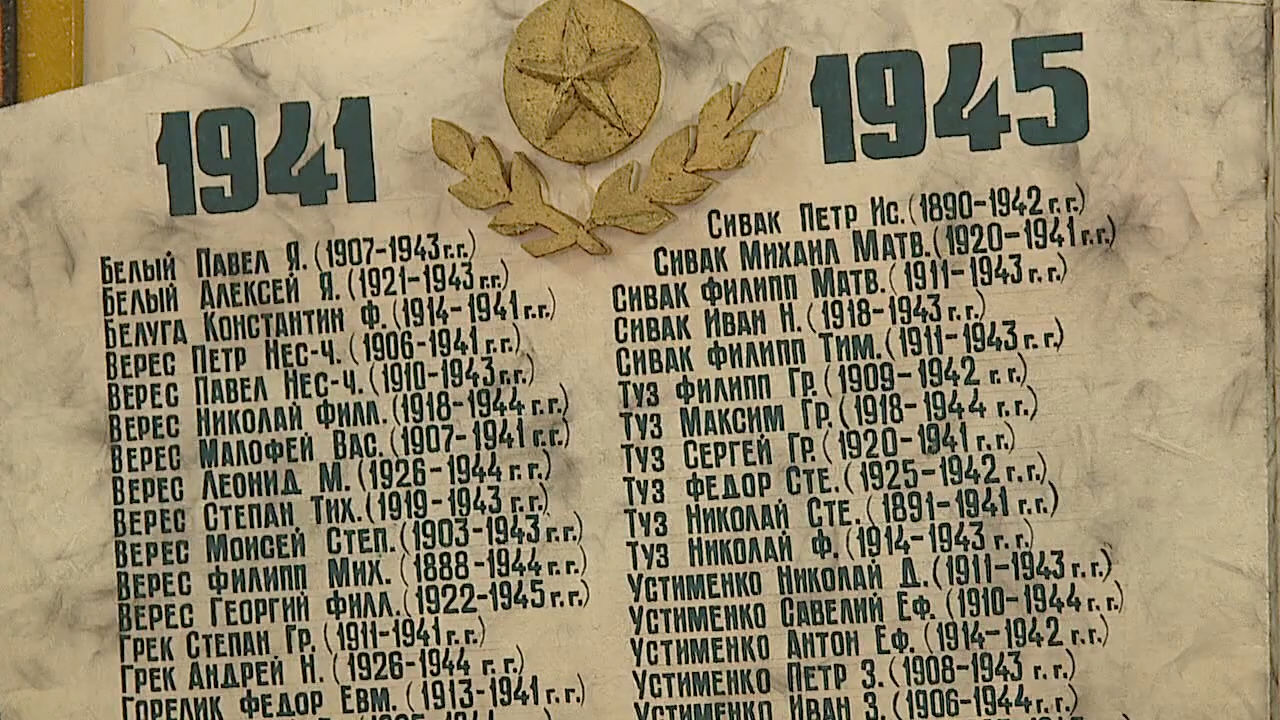 1941
1945
Белый Павел Я. (1907-1943 г.г.)
Белый Алексей Я. (1921-1943 г.г.)
Белуга Константин Ф. (1914-1941 г.г.)
Верес Петр Нес-ч. (1906-1941 г.г.)
Верес Павел Нес-ч. (1910-1943 г.г.)
Верес Николай Филл. (1918-1944 г.г.)
Верес Малофей Вас. (1907-1941 г.г.)
Верес Леонид М. (1926-1944 г.г.)
Верес Степан Тих. (1919-1943 г.г.)
Верес Моисей Степ. (1903-1943 г.г.)
Верес Филипп Мих. (1888-1944 г.г.)
Верес Георгий Филл. (1922-1945 г.г.)
Грек Степан Гр. (1911-1941 г.г.)
Грек Андрей Н. (1926-1944 г.г.)
Горелик Федор Евм. (1913-1941 г.г.)
Сивак Петр Ис. (1890-1942 г.г.)
Сивак Михаил Матв. (1920-1941 г.г.)
Сивак Филипп Матв. (1911-1943 г.г.)
Сивак Иван Н. (1918-1943 г.г.)
Сивак Филипп Тим. (1911-1943 г.г.)
Туз Филипп Гр. (1909-1942 г.г.)
Туз Максим Гр. (1918-1944 г.г.)
Туз Сергей Гр. (1920-1941 г.г.)
Туз Федор Сте. (1925-1942 г.г.)
Туз Николай Сте. (1891-1941 г.г.)
Туз Николай Ф. (1914-1943 г.г.)
Устименко Николай Д. (1911-1943 г.г.)
Устименко Савелий Еф. (1910-1944 г.г.)
Устименко Антон Еф. (1914-1942 г.г.)
Устименко Петр З. (1908-1943 г.г.)
Устименко Иван З. (1906-1944 г.г.)